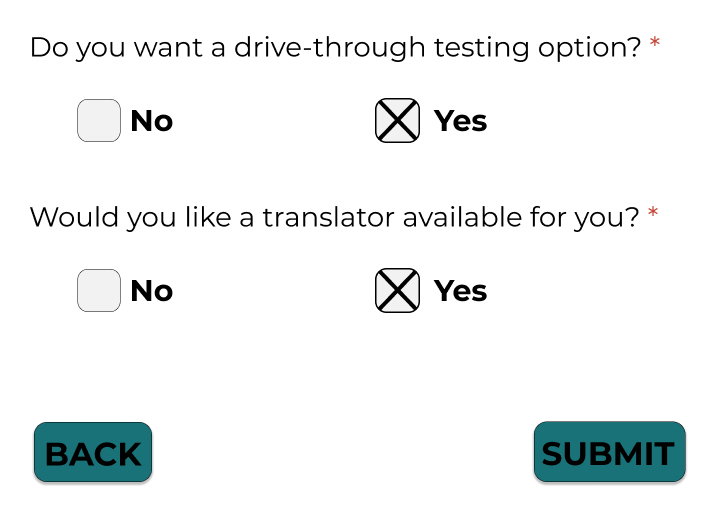 Do you want a drive-through testing option? *
No Yes
Would you like a translator available for you? *
No Yes
BACK SUBMIT